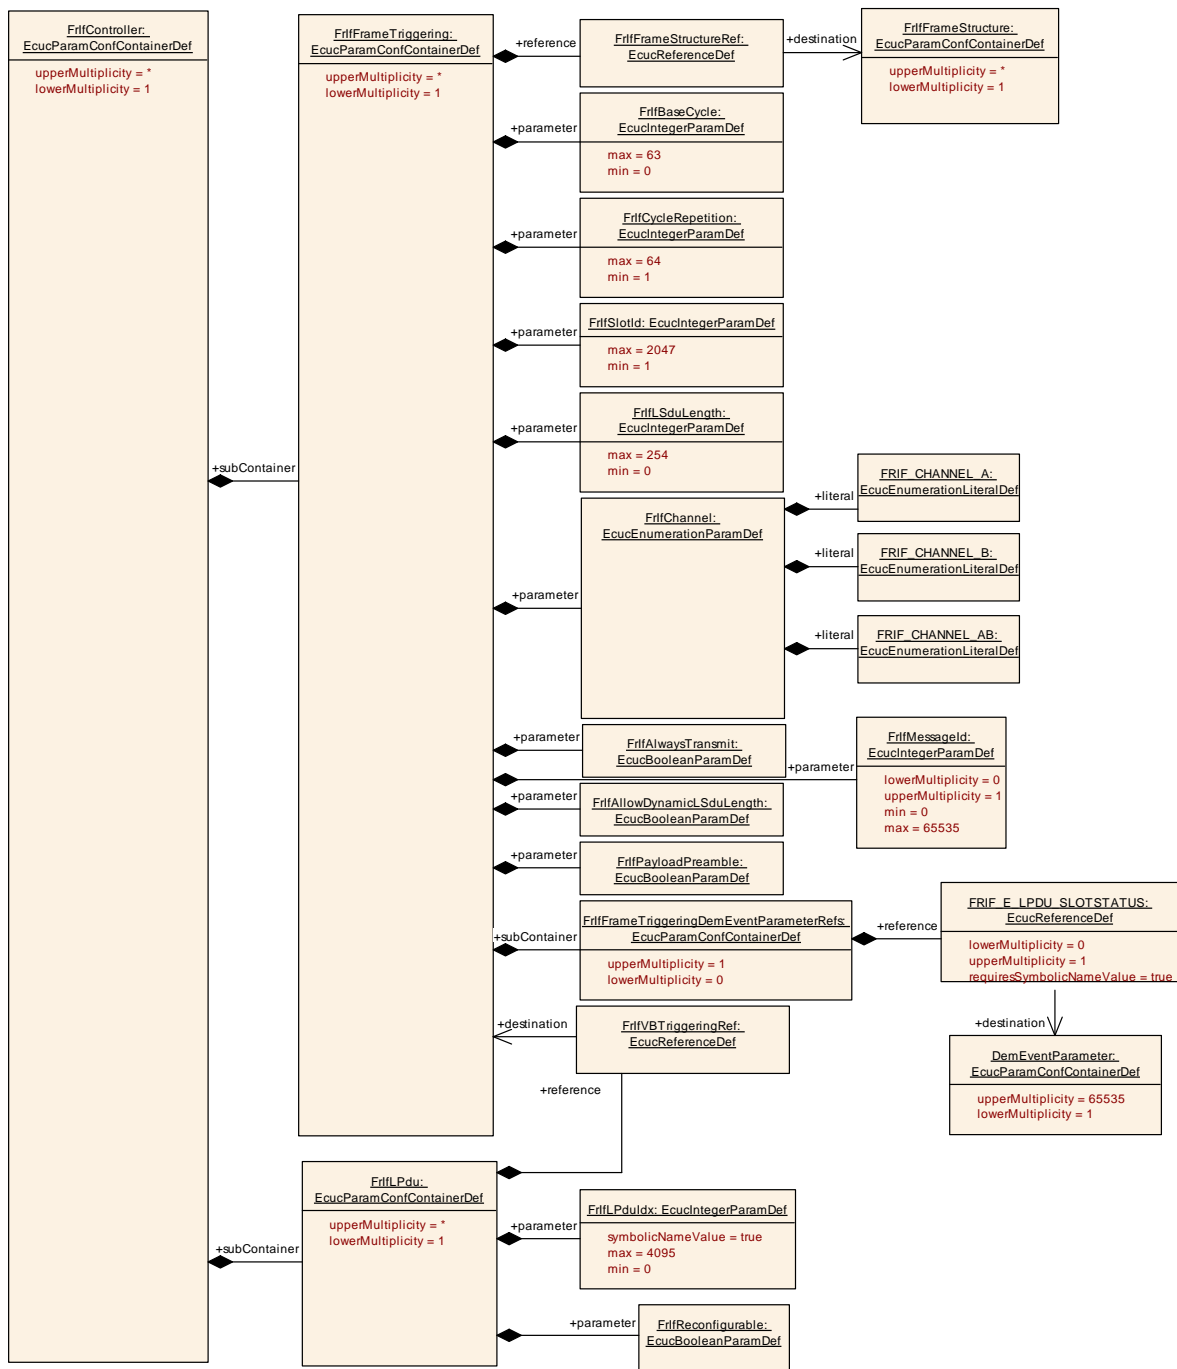 FrIfController:
EcucParamConfContainerDef
upperMultiplicity = *
lowerMultiplicity = 1
FrIfFrameTriggering:
EcucParamConfContainerDef
upperMultiplicity = *
lowerMultiplicity = 1
+reference
FrIfFrameStructureRef:
EcucReferenceDef
+destination
FrIfFrameStructure:
EcucParamConfContainerDef
upperMultiplicity = *
lowerMultiplicity = 1
+parameter
FrIfBaseCycle:
EcucIntegerParamDef
max = 63
min = 0
+parameter
FrIfCycleRepetition:
EcucIntegerParamDef
max = 64
min = 1
+parameter
FrIfSlotId: EcucIntegerParamDef
max = 2047
min = 1
+parameter
FrIfLSduLength:
EcucIntegerParamDef
max = 254
min = 0
+subContainer
+parameter
FrIfChannel:
EcucEnumerationParamDef
+literal
FRIF_CHANNEL_A:
EcucEnumerationLiteralDef
+literal
FRIF_CHANNEL_B:
EcucEnumerationLiteralDef
+literal
FRIF_CHANNEL_AB:
EcucEnumerationLiteralDef
+parameter
FrIfAlwaysTransmit:
EcucBooleanParamDef
+parameter
FrIfMessageId:
EcucIntegerParamDef
lowerMultiplicity = 0
upperMultiplicity = 1
min = 0
max = 65535
+parameter
FrIfAllowDynamicLSduLength:
EcucBooleanParamDef
+parameter
FrIfPayloadPreamble:
EcucBooleanParamDef
+subContainer
FrIfFrameTriggeringDemEventParameterRefs:
EcucParamConfContainerDef
upperMultiplicity = 1
lowerMultiplicity = 0
+reference
FRIF_E_LPDU_SLOTSTATUS:
EcucReferenceDef
lowerMultiplicity = 0
upperMultiplicity = 1
requiresSymbolicNameValue = true
+destination
DemEventParameter:
EcucParamConfContainerDef
upperMultiplicity = 65535
lowerMultiplicity = 1
+destination
FrIfVBTriggeringRef:
EcucReferenceDef
+reference
+subContainer
FrIfLPdu:
EcucParamConfContainerDef
upperMultiplicity = *
lowerMultiplicity = 1
+parameter
FrIfLPduIdx: EcucIntegerParamDef
symbolicNameValue = true
max = 4095
min = 0
+parameter
FrIfReconfigurable:
EcucBooleanParamDef